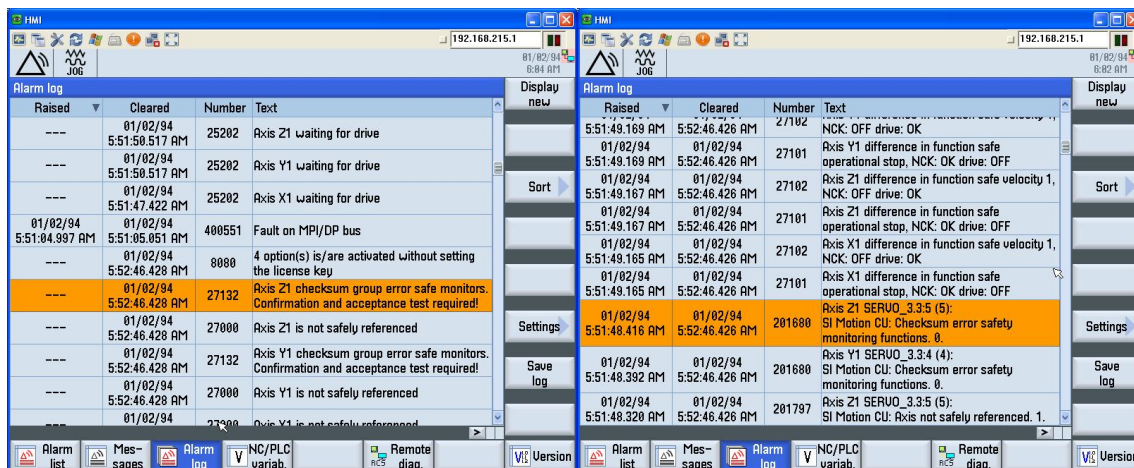 HMI
192.168.215.1
JOG
01/02/94
6:04 AM
Alarm log
Raised Cleared Number Text
--- 01/02/94 5:51:50.517 AM 25202 Axis Z1 waiting for drive
--- 01/02/94 5:51:50.517 AM 25202 Axis Y1 waiting for drive
--- 01/02/94 5:51:47.422 AM 25202 Axis X1 waiting for drive
01/02/94 5:51:04.997 AM 01/02/94 5:51:05.051 AM 400551 Fault on MPI/DP bus
--- 01/02/94 5:52:46.428 AM 8080 4 option(s) is/are activated without setting
the license key
--- 01/02/94 5:52:46.428 AM 27132 Axis Z1 checksum group error safe monitors.
Confirmation and acceptance test required!
--- 01/02/94 5:52:46.428 AM 27000 Axis Z1 is not safely referenced
--- 01/02/94 5:52:46.428 AM 27132 Axis Y1 checksum group error safe monitors.
Confirmation and acceptance test required!
--- 01/02/94 5:52:46.428 AM 27000 Axis Y1 is not safely referenced
01/02/94
Display
new
Sort
Settings
Save
log
Alarm
list
Mes-
sages
Alarm
log
NC/PLC
variab.
RCS
Remote
diag.
Version
HMI
192.168.215.1
JOG
01/02/94
6:02 AM
Alarm log
Raised Cleared Number Text
5:51:49.169 AM 5:52:46.426 AM 27102
NCK: OFF drive: OK
01/02/94 5:51:49.169 AM 01/02/94 5:52:46.426 AM 27101 Axis Y1 difference in function safe
operational stop, NCK: OK drive: OFF
01/02/94 5:51:49.167 AM 01/02/94 5:52:46.426 AM 27102 Axis Z1 difference in function safe velocity 1,
NCK: OFF drive: OK
01/02/94 5:51:49.167 AM 01/02/94 5:52:46.426 AM 27101 Axis Z1 difference in function safe
operational stop, NCK: OK drive: OFF
01/02/94 5:51:49.165 AM 01/02/94 5:52:46.426 AM 27102 Axis X1 difference in function safe velocity 1,
NCK: OFF drive: OK
01/02/94 5:51:49.165 AM 01/02/94 5:52:46.426 AM 27101 Axis X1 difference in function safe
operational stop, NCK: OK drive: OFF
01/02/94 5:51:48.416 AM 01/02/94 5:52:46.426 AM 201680 Axis Z1 SERVO_3.3:5 (5):
SI Motion CU: Checksum error safety
monitoring functions. 0.
01/02/94 5:51:48.392 AM 01/02/94 5:52:46.426 AM 201680 Axis Y1 SERVO_3.3:4 (4):
SI Motion CU: Checksum error safety
monitoring functions. 0.
01/02/94 5:51:48.320 AM 01/02/94 5:52:46.426 AM 201797 Axis Z1 SERVO_3.3:5 (5):
SI Motion CU: Axis not safely referenced. 1.
Display
new
Sort
Settings
Save
log
Alarm
list
Mes-
sages
Alarm
log
NC/PLC
variab.
RCS
Remote
diag.
Version